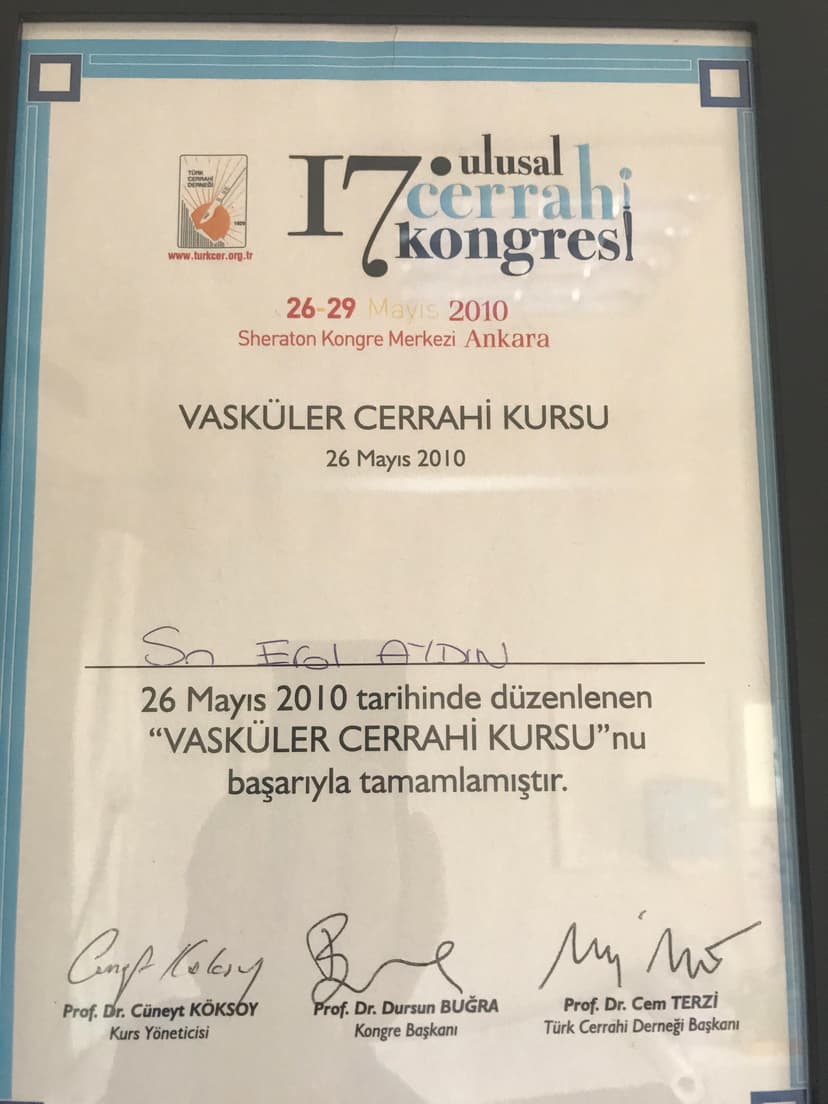 TÜRK
CERRAHİ
DERNEĞİ
1929
www.turkcer.org.tr
17. ulusal
cerrahi
kongresi
26-29 Mayıs 2010
Sheraton Kongre Merkezi Ankara
VASKÜLER CERRAHİ KURSU
26 Mayıs 2010
Sn Erol AYDIN
26 Mayıs 2010 tarihinde düzenlenen
“VASKÜLER CERRAHİ KURSU”nu
başarıyla tamamlamıştır.
Prof. Dr. Cüneyt KÖKSOY
Kurs Yöneticisi
Prof. Dr. Dursun BUĞRA
Kongre Başkanı
Prof. Dr. Cem TERZİ
Türk Cerrahi Derneği Başkanı